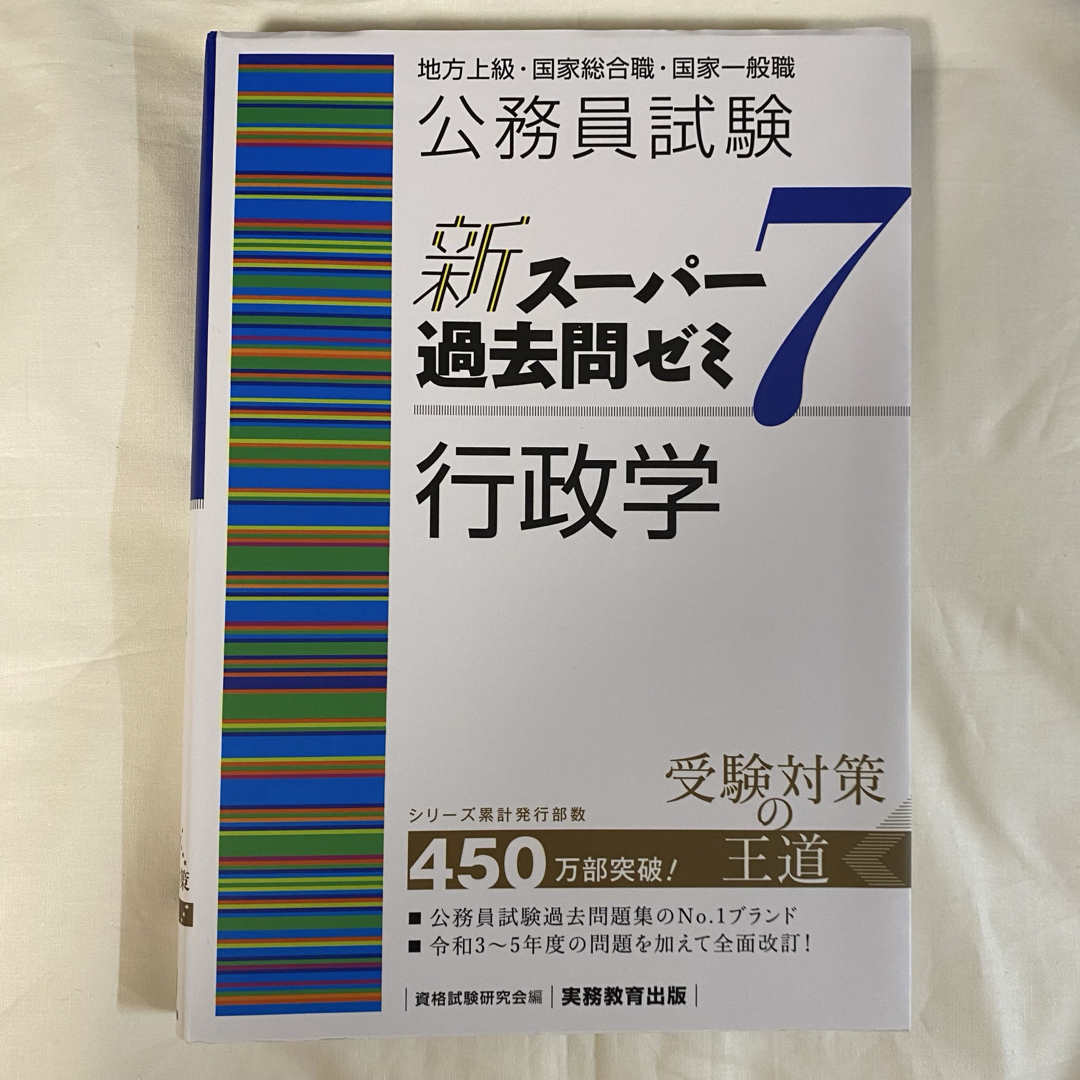 地方上級・国家総合職・国家一般職
公務員試験
新スーパー
過去問ゼミ7
行政学
受験対策
の
王道
シリーズ累計発行部数
450万部突破!
■ 公務員試験過去問題集のNo.1ブランド
■ 令和3～5年度の問題を加えて全面改訂!
資格試験研究会編 実務教育出版
策